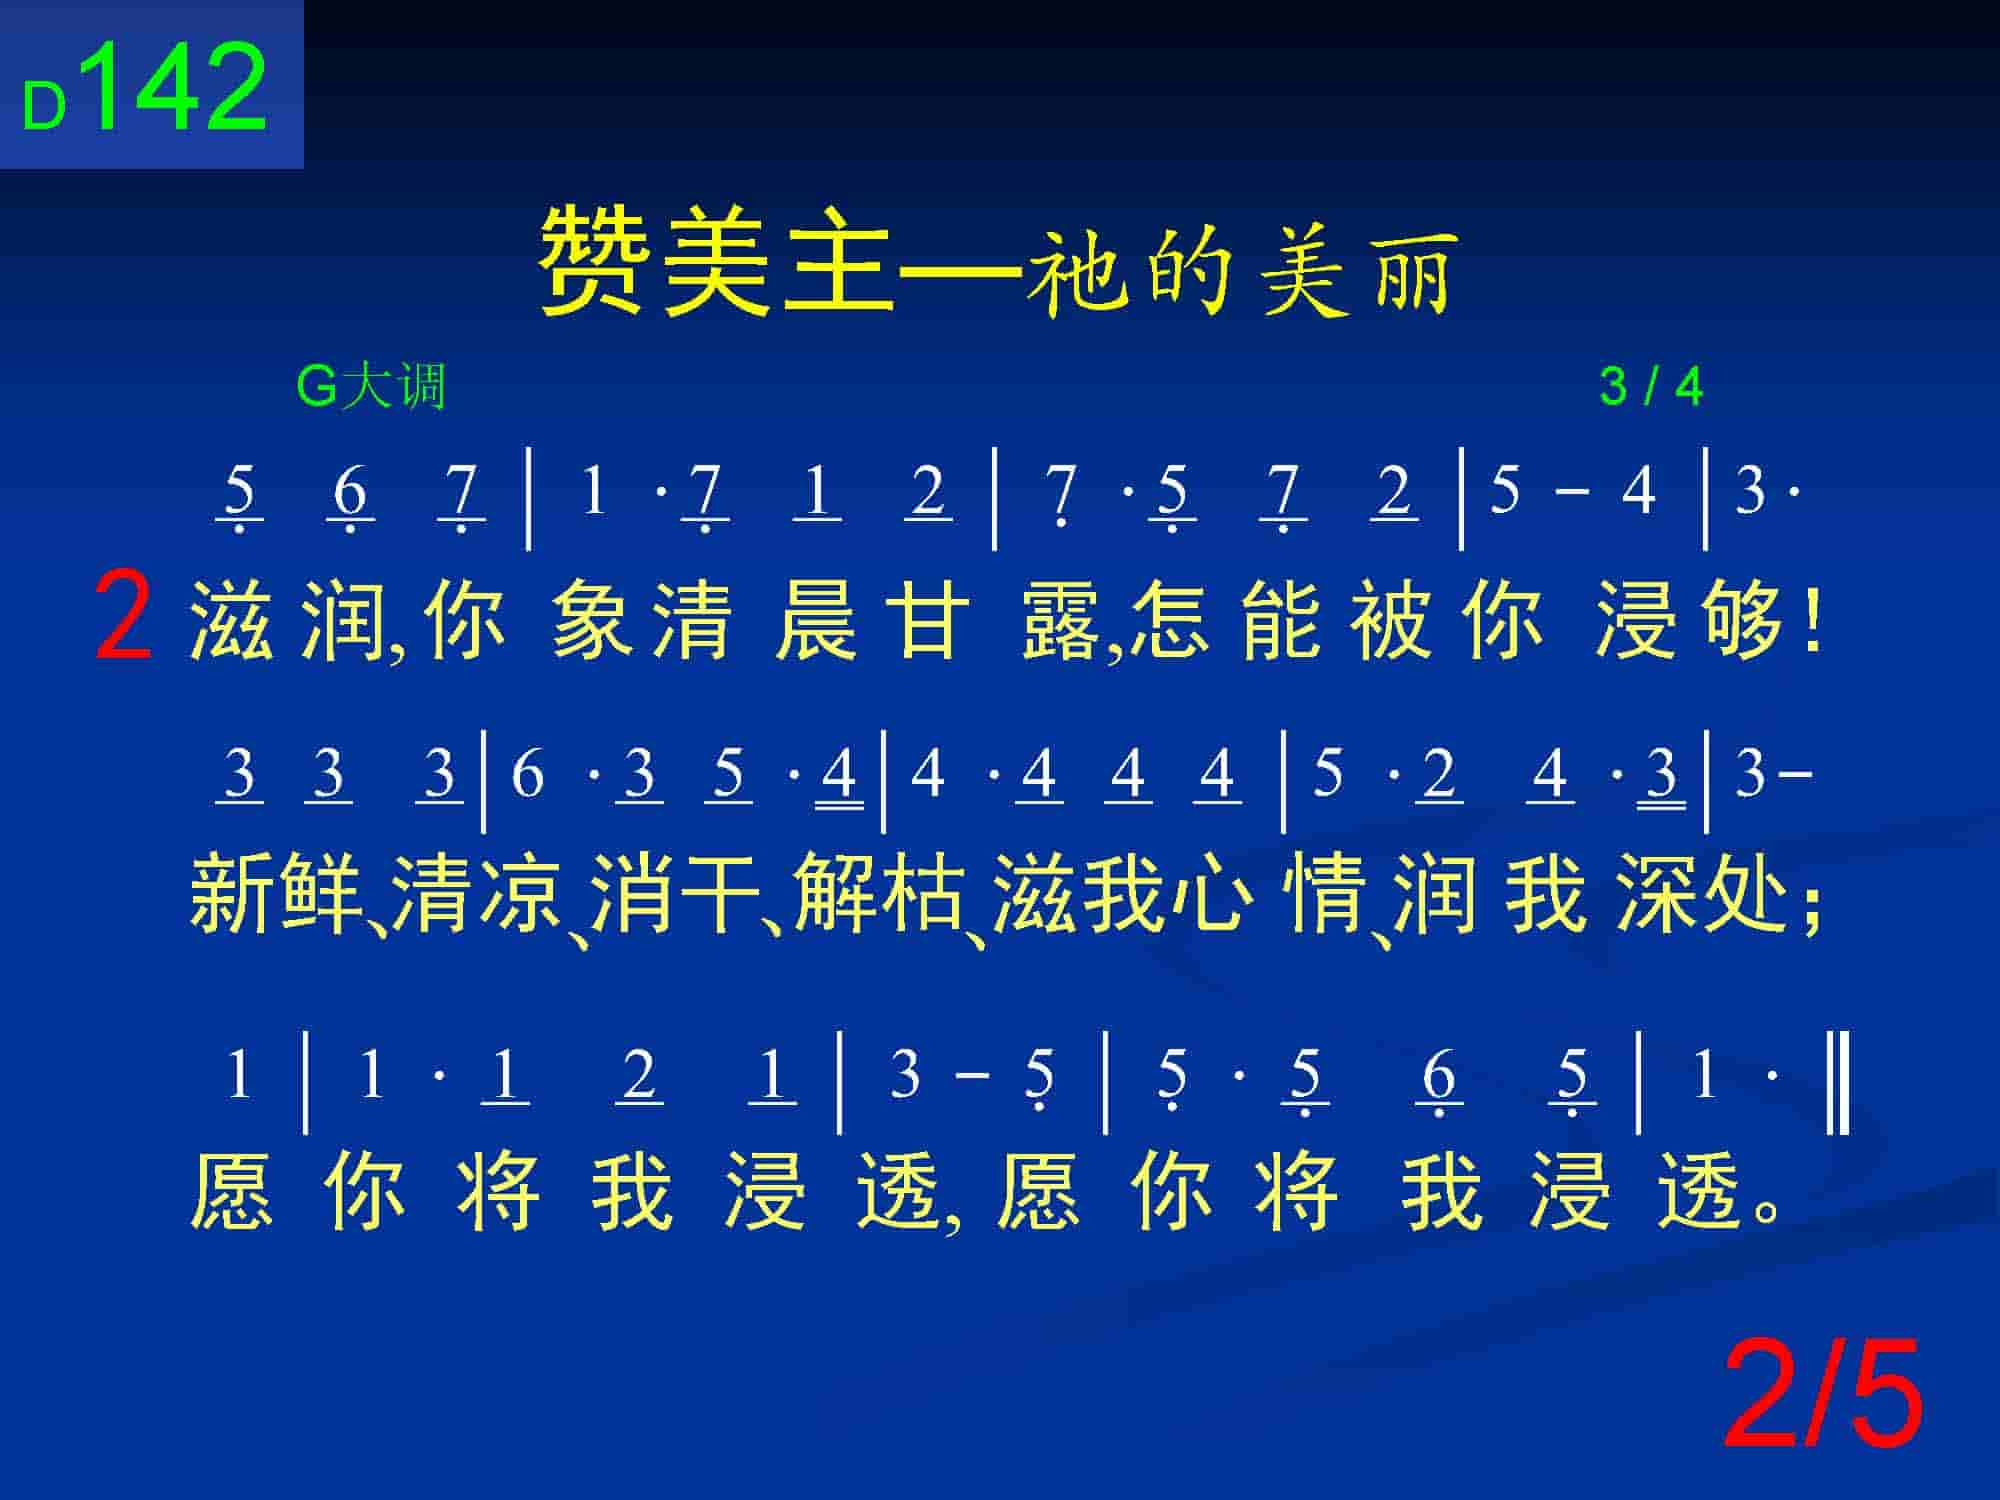 D142
赞美主—祂的美丽
G大调 3 / 4
5̣ 6̣ 7̣ | 1 · 7̣ 1 2 | 7̣ · 5̣ 7̣ 2 | 5 - 4 | 3 ·
2 滋润,你象清晨甘露,怎能被你浸够!
3 3 3 | 6 · 3 5 · 4 | 4 · 4 4 4 | 5 · 2 4 · 3 | 3 -
新鲜、清凉、消干、解枯、滋我心情、润我深处;
1 | 1 · 1 2 1 | 3 - 5̣ | 5̣ · 5̣ 6̣ 5̣ | 1 · ‖
愿你将我浸透,愿你将我浸透。
2/5